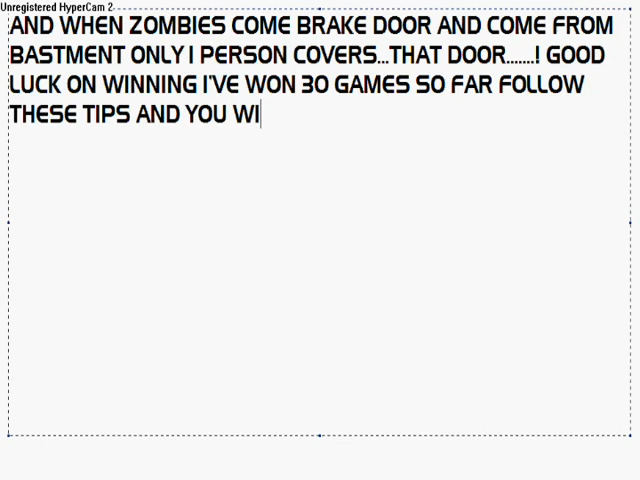 Unregistered HyperCam 2
AND WHEN ZOMBIES COME BRAKE DOOR AND COME FROM
BASTMENT ONLY I PERSON COVERS...THAT DOOR.......! GOOD
LUCK ON WINNING I'VE WON 30 GAMES SO FAR FOLLOW
THESE TIPS AND YOU WI